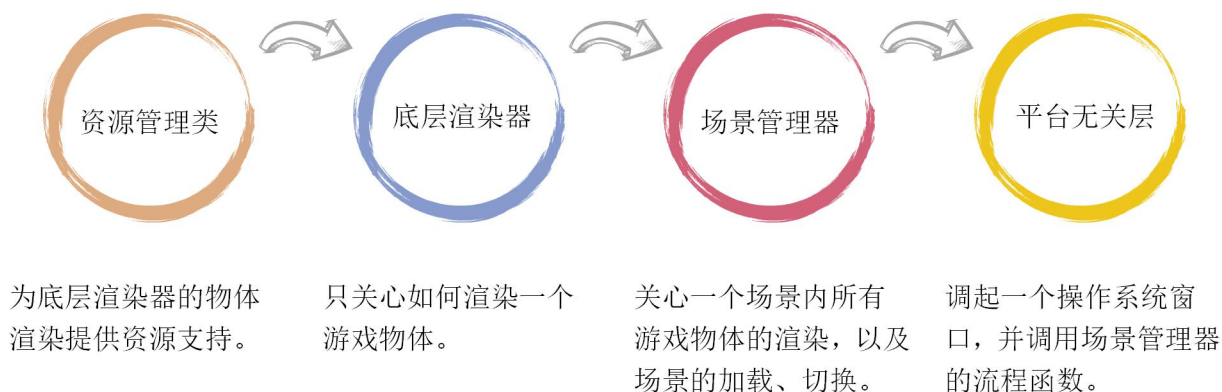 资源管理类
底层渲染器
场景管理器
平台无关层
为底层渲染器的物体
渲染提供资源支持。
只关心如何渲染一个
游戏物体。
关心一个场景内所有
游戏物体的渲染，以及
场景的加载、切换。
调起一个操作系统窗
口，并调用场景管理器
的流程函数。